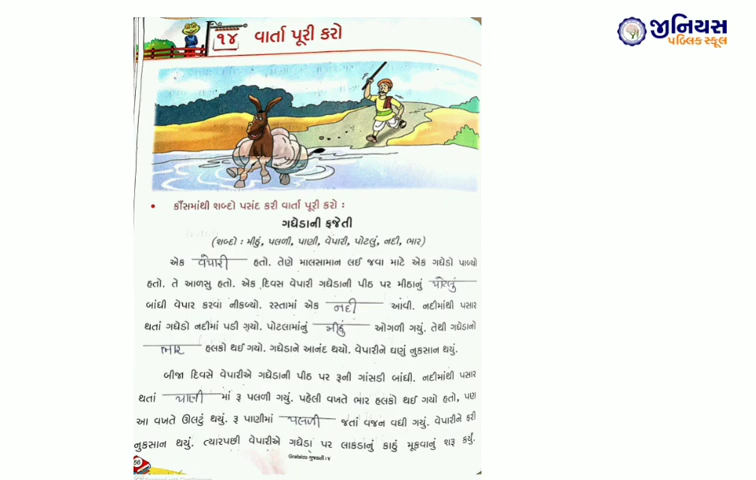 જીનિયસ
પબ્લિક સ્કૂલ
૧૪ વાર્તા પૂરી કરો
• કૌંસમાંથી શબ્દો પસંદ કરી વાર્તા પૂરી કરો :
ગધેડાની ફજેતી
(શબ્દો : મીઠું, પલળી, પાણી, વેપારી, પોટલું, નદી, ભાર)
એક વેપારી હતો. તેણે માલસામાન લઈ જવા માટે એક ગધેડો પાળ્યો
હતો. તે આળસુ હતો. એક દિવસ વેપારી ગધેડાની પીઠ પર મીઠાનું પોટલું
બાંધી વેપાર કરવા નીકળ્યો. રસ્તામાં એક નદી આવી. નદીમાંથી પસાર
થતાં ગધેડો નદીમાં પડી ગયો. પોટલામાંનું મીઠું ઓગળી ગયું. તેથી ગધેડાનો
ભાર હલકો થઈ ગયો. ગધેડાને આનંદ થયો. વેપારીને ઘણું નુકસાન થયું.
બીજા દિવસે વેપારીએ ગધેડાની પીઠ પર રૂની ગાંસડી બાંધી. નદીમાંથી પસાર
થતાં પાણી માં રૂ પલળી ગયું. પહેલી વખતે ભાર હલકો થઈ ગયો હતો, પણ
આ વખતે ઊલટું થયું. રૂ પાણીમાં પલળી જતાં વજન વધી ગયું. વેપારીને ફરી
નુકસાન થયું. ત્યારપછી વેપારીએ ગધેડા પર લાકડાનું કાઠું મૂકવાનું શરૂ કર્યું.
56